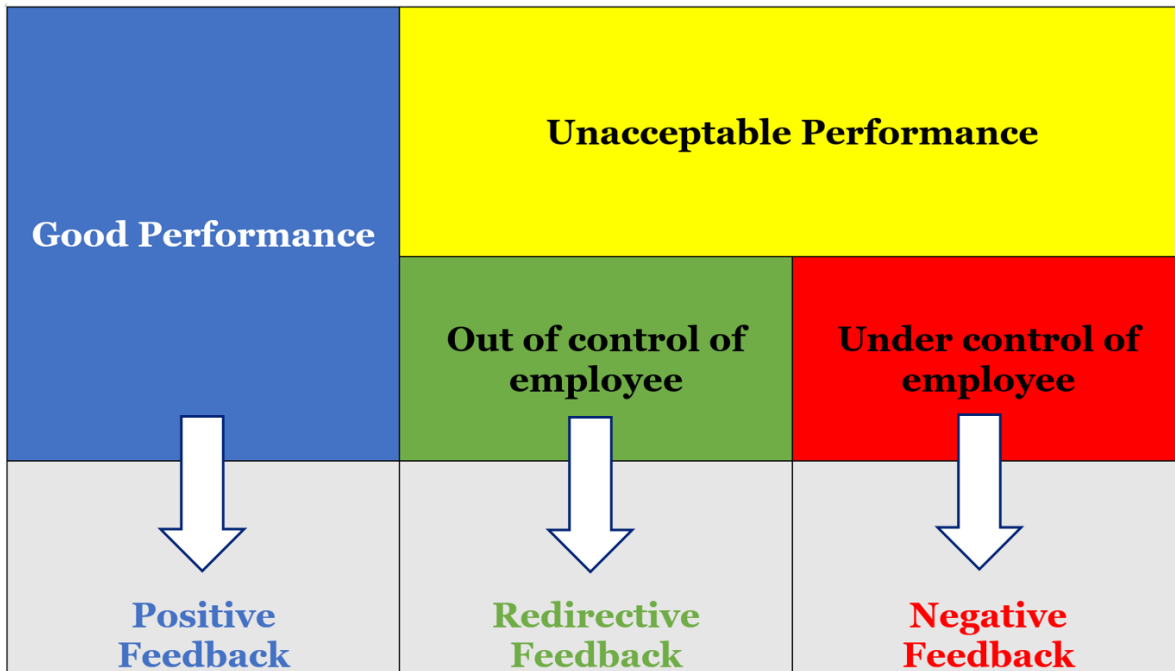 Good Performance
Unacceptable Performance
Out of control of
employee
Under control of
employee
Positive
Feedback
Redirective
Feedback
Negative
Feedback